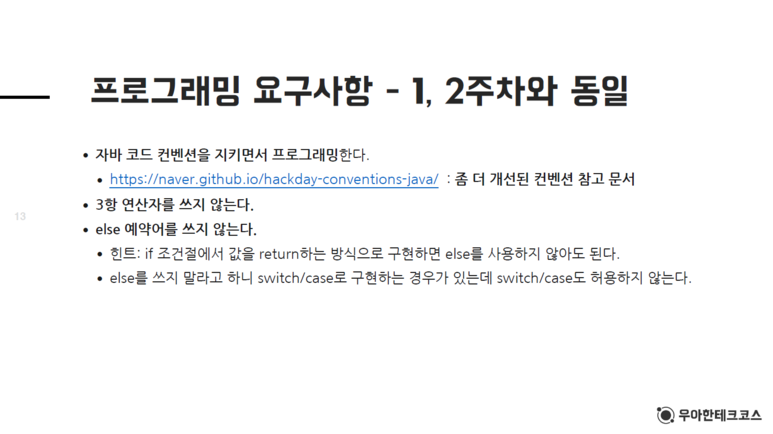 프로그래밍 요구사항 - 1, 2주차와 동일
• 자바 코드 컨벤션을 지키면서 프로그래밍한다.
• https://naver.github.io/hackday-conventions-java/ : 좀 더 개선된 컨벤션 참고 문서
• 3항 연산자를 쓰지 않는다.
13
• else 예약어를 쓰지 않는다.
• 힌트: if 조건절에서 값을 return하는 방식으로 구현하면 else를 사용하지 않아도 된다.
• else를 쓰지 말라고 하니 switch/case로 구현하는 경우가 있는데 switch/case도 허용하지 않는다.
우아한테크코스